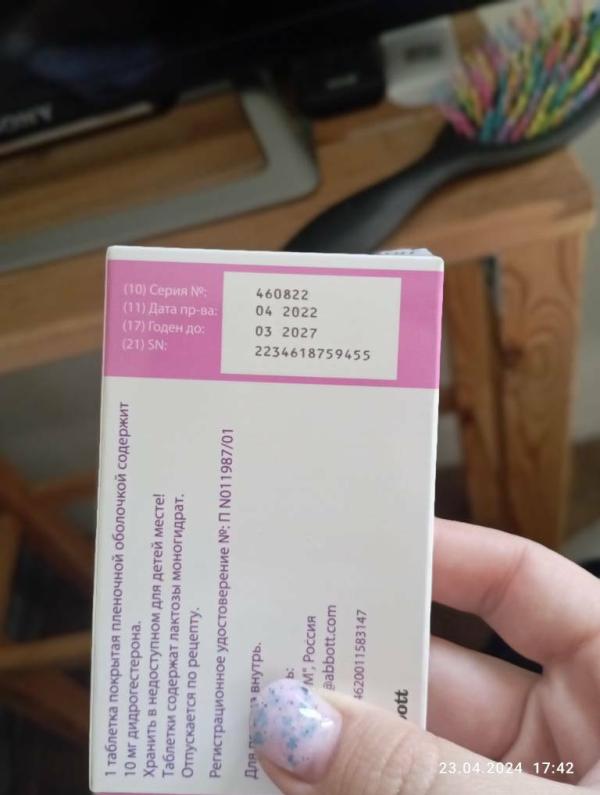 SONY
(10) Серия №: 460822
(11) Дата пр-ва: 04 2022
(17) Годен до: 03 2027
(21) SN: 2234618759455
1 таблетка покрытая пленочной оболочкой содержит
10 мг дидрогестерона.
Хранить в недоступном для детей месте!
Таблетки содержат лактозы моногидрат.
Отпускается по рецепту.
Регистрационное удостоверение №: П N011987/01
внутрь.
Россия
@abbott.com
4620011583147
23.04.2024 17:42